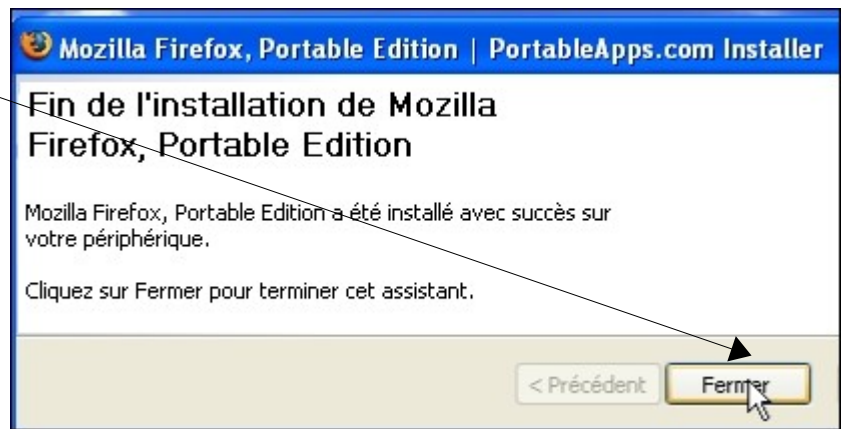 Mozilla Firefox, Portable Edition | PortableApps.com Installer
Fin de l'installation de Mozilla
Firefox, Portable Edition
Mozilla Firefox, Portable Edition a été installé avec succès sur
votre périphérique.
Cliquez sur Fermer pour terminer cet assistant.
< Précédent Fermer